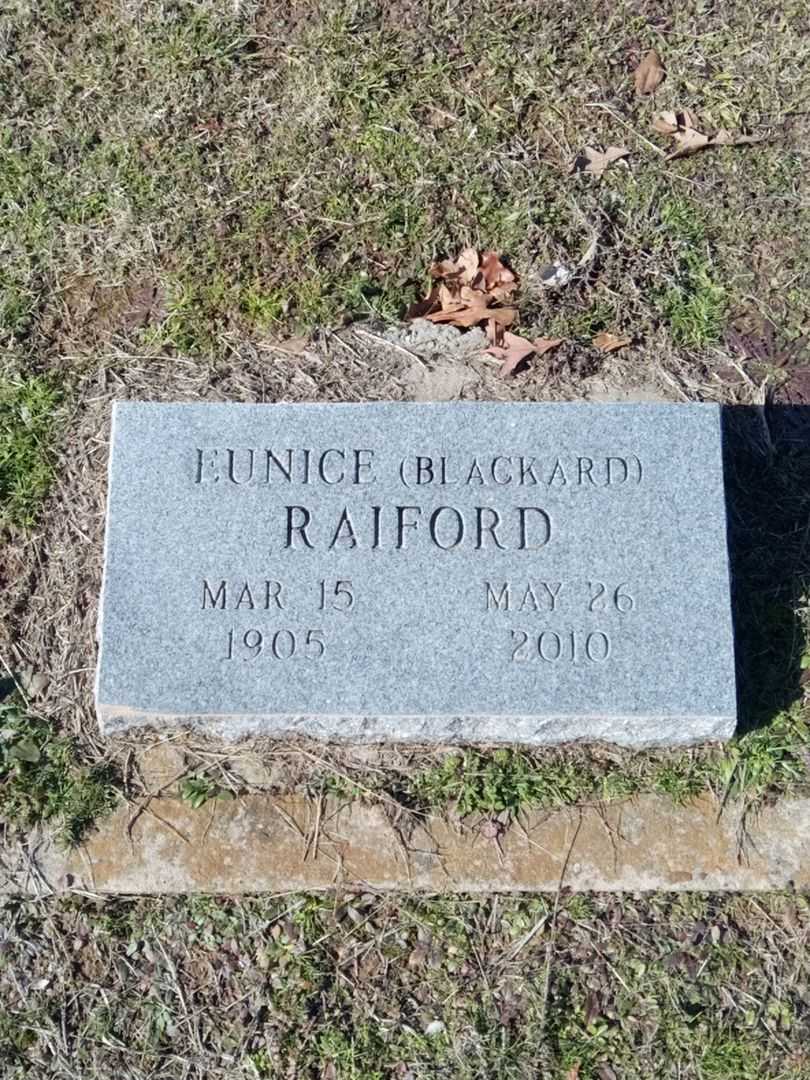 EUNICE (BLACKARD)
RAIFORD
MAR 15 MAY 26
1905 2010